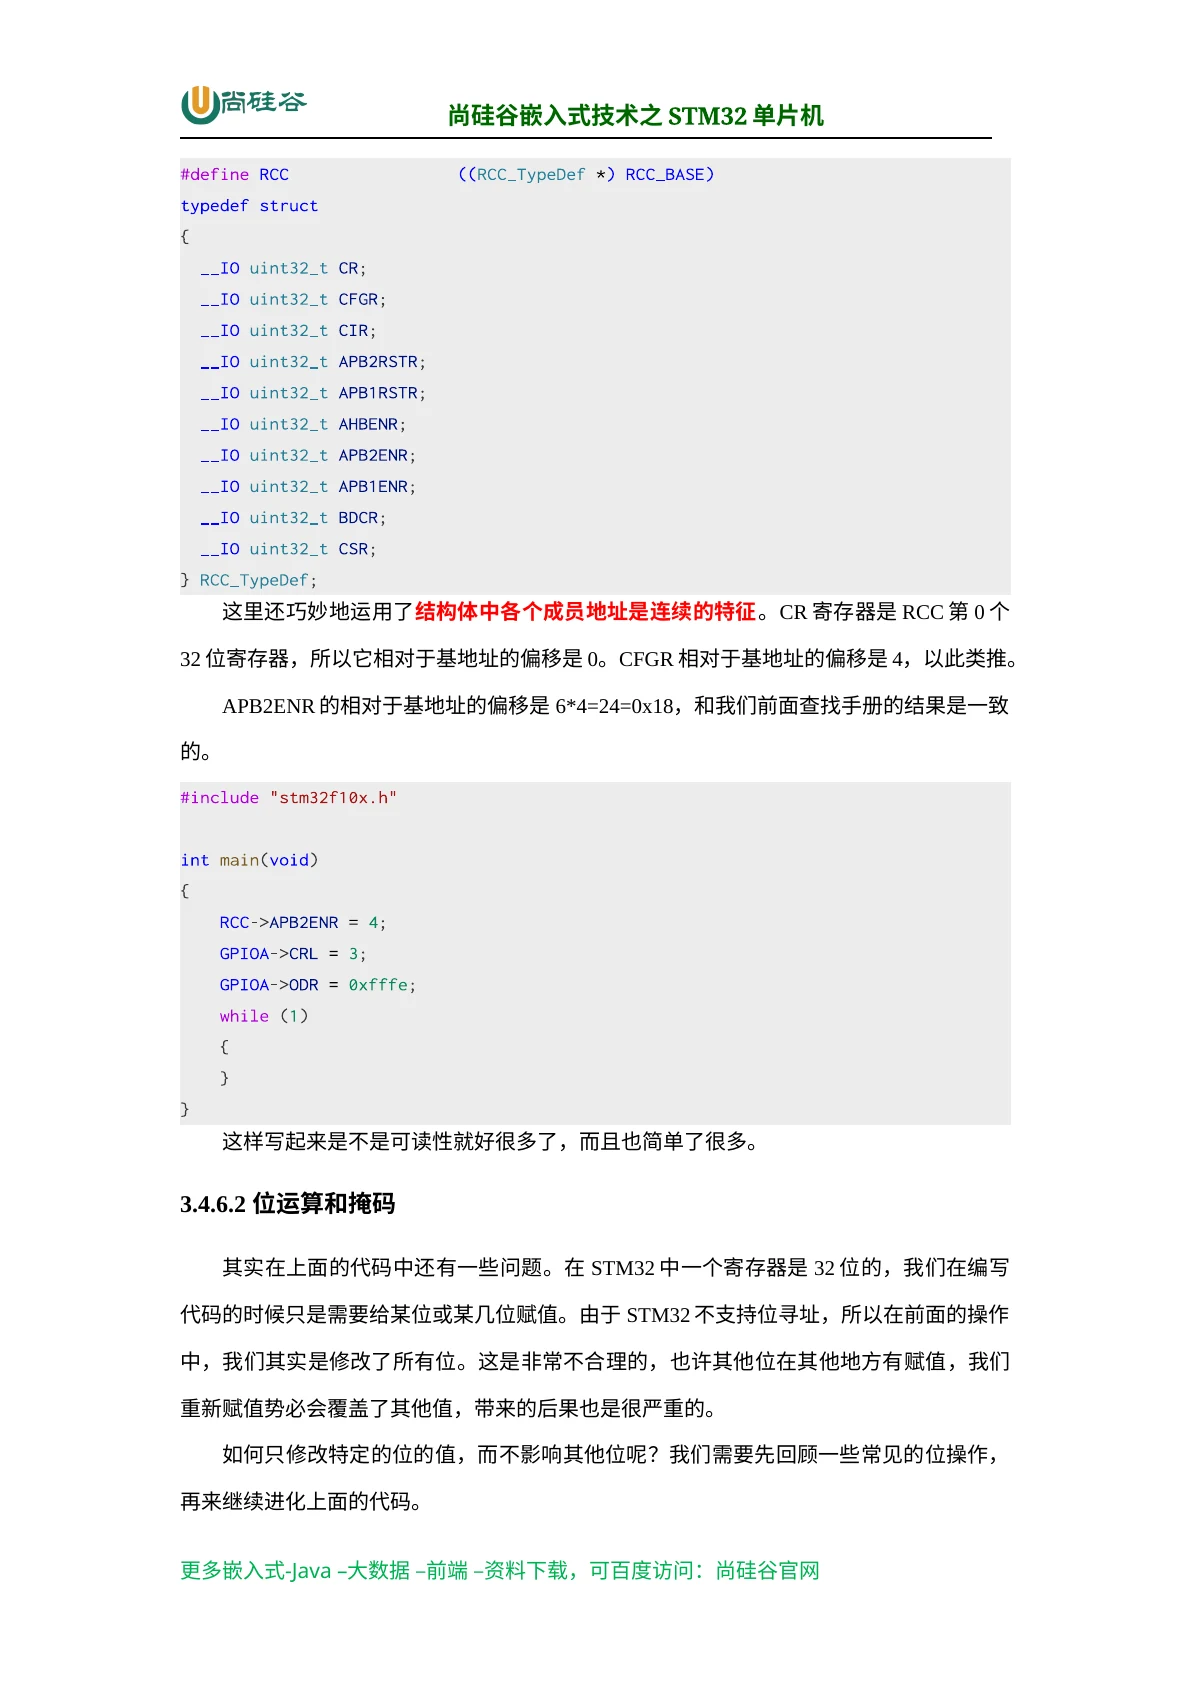 尚硅谷
尚硅谷嵌入式技术之 STM32 单片机
#define RCC                 ((RCC_TypeDef *) RCC_BASE)
typedef struct
{
  __IO uint32_t CR;
  __IO uint32_t CFGR;
  __IO uint32_t CIR;
  __IO uint32_t APB2RSTR;
  __IO uint32_t APB1RSTR;
  __IO uint32_t AHBENR;
  __IO uint32_t APB2ENR;
  __IO uint32_t APB1ENR;
  __IO uint32_t BDCR;
  __IO uint32_t CSR;
} RCC_TypeDef;
这里还巧妙地运用了结构体中各个成员地址是连续的特征。CR 寄存器是 RCC 第 0 个
32 位寄存器，所以它相对于基地址的偏移是 0。CFGR 相对于基地址的偏移是 4，以此类推。
APB2ENR 的相对于基地址的偏移是 6*4=24=0x18，和我们前面查找手册的结果是一致
的。
#include "stm32f10x.h"
int main(void)
{
    RCC->APB2ENR = 4;
    GPIOA->CRL = 3;
    GPIOA->ODR = 0xfffe;
    while (1)
    {
    }
}
这样写起来是不是可读性就好很多了，而且也简单了很多。
3.4.6.2 位运算和掩码
其实在上面的代码中还有一些问题。在 STM32 中一个寄存器是 32 位的，我们在编写
代码的时候只是需要给某位或某几位赋值。由于 STM32 不支持位寻址，所以在前面的操作
中，我们其实是修改了所有位。这是非常不合理的，也许其他位在其他地方有赋值，我们
重新赋值势必会覆盖了其他值，带来的后果也是很严重的。
如何只修改特定的位的值，而不影响其他位呢？我们需要先回顾一些常见的位操作，
再来继续进化上面的代码。
更多嵌入式-Java –大数据 –前端 –资料下载，可百度访问：尚硅谷官网